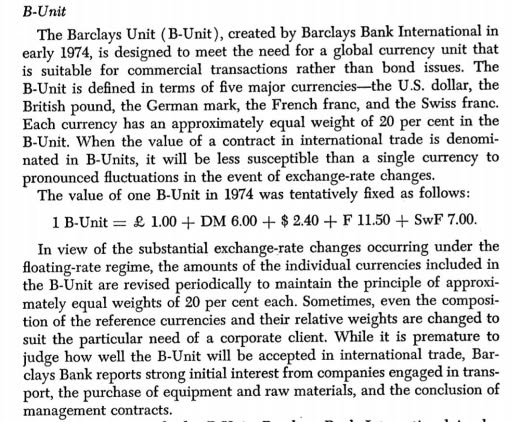 B-Unit
The Barclays Unit (B-Unit), created by Barclays Bank International in
early 1974, is designed to meet the need for a global currency unit that
is suitable for commercial transactions rather than bond issues. The
B-Unit is defined in terms of five major currencies—the U.S. dollar, the
British pound, the German mark, the French franc, and the Swiss franc.
Each currency has an approximately equal weight of 20 per cent in the
B-Unit. When the value of a contract in international trade is denomi-
nated in B-Units, it will be less susceptible than a single currency to
pronounced fluctuations in the event of exchange-rate changes.
The value of one B-Unit in 1974 was tentatively fixed as follows:
1 B-Unit = £ 1.00 + DM 6.00 + $ 2.40 + F 11.50 + SwF 7.00.
In view of the substantial exchange-rate changes occurring under the
floating-rate regime, the amounts of the individual currencies included in
the B-Unit are revised periodically to maintain the principle of approxi-
mately equal weights of 20 per cent each. Sometimes, even the composi-
tion of the reference currencies and their relative weights are changed to
suit the particular need of a corporate client. While it is premature to
judge how well the B-Unit will be accepted in international trade, Bar-
clays Bank reports strong initial interest from companies engaged in trans-
port, the purchase of equipment and raw materials, and the conclusion of
management contracts.